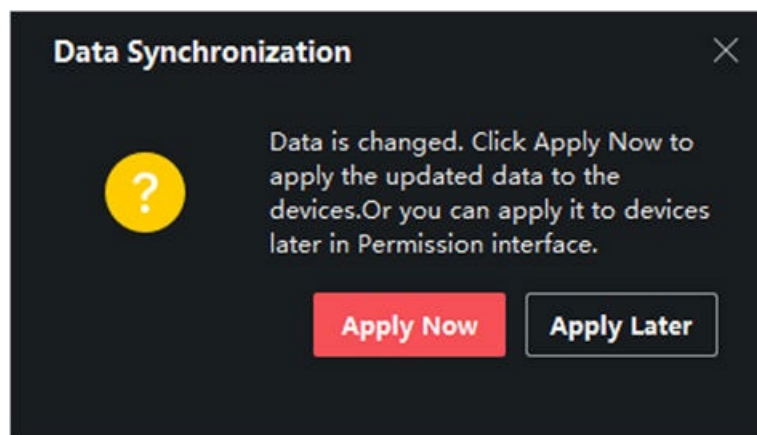 Data Synchronization
?
Data is changed. Click Apply Now to
apply the updated data to the
devices.Or you can apply it to devices
later in Permission interface.
Apply Now
Apply Later